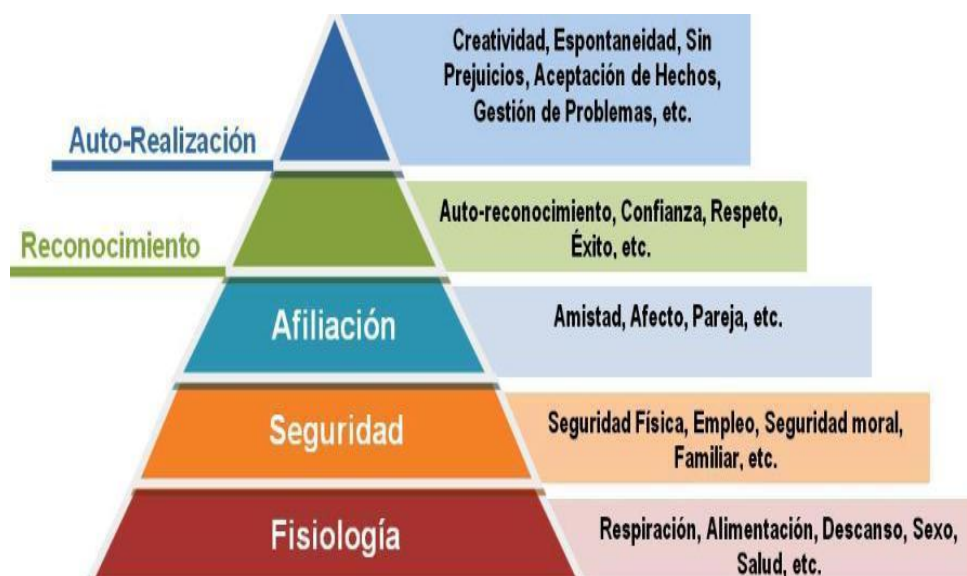 Creatividad, Espontaneidad, Sin
Prejuicios, Aceptación de Hechos,
Gestión de Problemas, etc.
Auto-Realización
Auto-reconocimiento, Confianza, Respeto,
Éxito, etc.
Reconocimiento
Afiliación
Amistad, Afecto, Pareja, etc.
Seguridad
Seguridad Física, Empleo, Seguridad moral,
Familiar, etc.
Fisiología
Respiración, Alimentación, Descanso, Sexo,
Salud, etc.